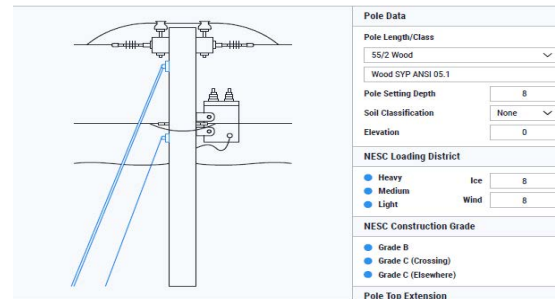 Pole Data
Pole Length/Class
55/2 Wood
Wood SYP ANSI 05.1
Pole Setting Depth 8
Soil Classification None
Elevation 0
NESC Loading District
Heavy Ice 8
Medium
Light Wind 8
NESC Construction Grade
Grade B
Grade C (Crossing)
Grade C (Elsewhere)
Pole Top Extension